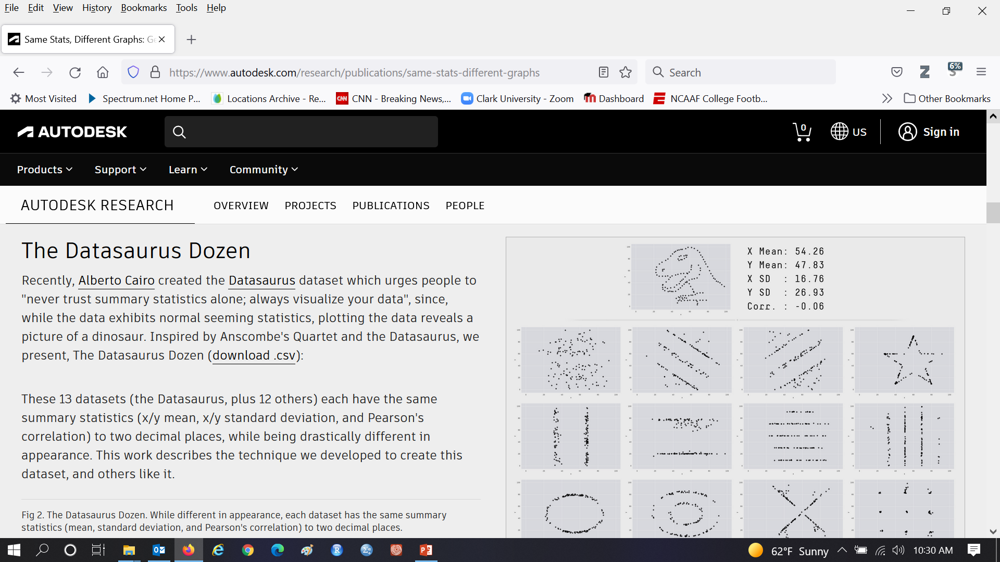 File Edit View History Bookmarks Tools Help
Same Stats, Different Graphs: Ge
https://www.autodesk.com/research/publications/same-stats-different-graphs
Search
6%
Most Visited
Spectrum.net Home P...
Locations Archive - Re...
CNN - Breaking News,...
Clark University - Zoom
Dashboard
NCAAF College Footb...
Other Bookmarks
AUTODESK
0
US
Sign in
Products Support Learn Community
AUTODESK RESEARCH
OVERVIEW PROJECTS PUBLICATIONS PEOPLE
The Datasaurus Dozen
Recently, Alberto Cairo created the Datasaurus dataset which urges people to
"never trust summary statistics alone; always visualize your data", since,
while the data exhibits normal seeming statistics, plotting the data reveals a
picture of a dinosaur. Inspired by Anscombe's Quartet and the Datasaurus, we
present, The Datasaurus Dozen (download .csv):
These 13 datasets (the Datasaurus, plus 12 others) each have the same
summary statistics (x/y mean, x/y standard deviation, and Pearson's
correlation) to two decimal places, while being drastically different in
appearance. This work describes the technique we developed to create this
dataset, and others like it.
Fig 2. The Datasaurus Dozen. While different in appearance, each dataset has the same summary
statistics (mean, standard deviation, and Pearson's correlation) to two decimal places.
X Mean: 54.26
Y Mean: 47.83
X SD : 16.76
Y SD : 26.93
Corr. : -0.06
62°F Sunny
10:30 AM